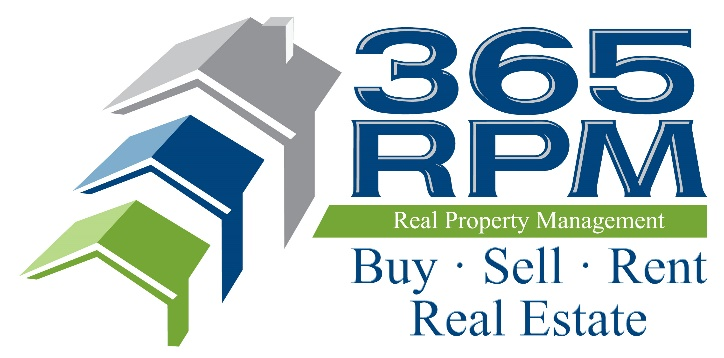 365
RPM
Real Property Management
Buy · Sell · Rent
Real Estate